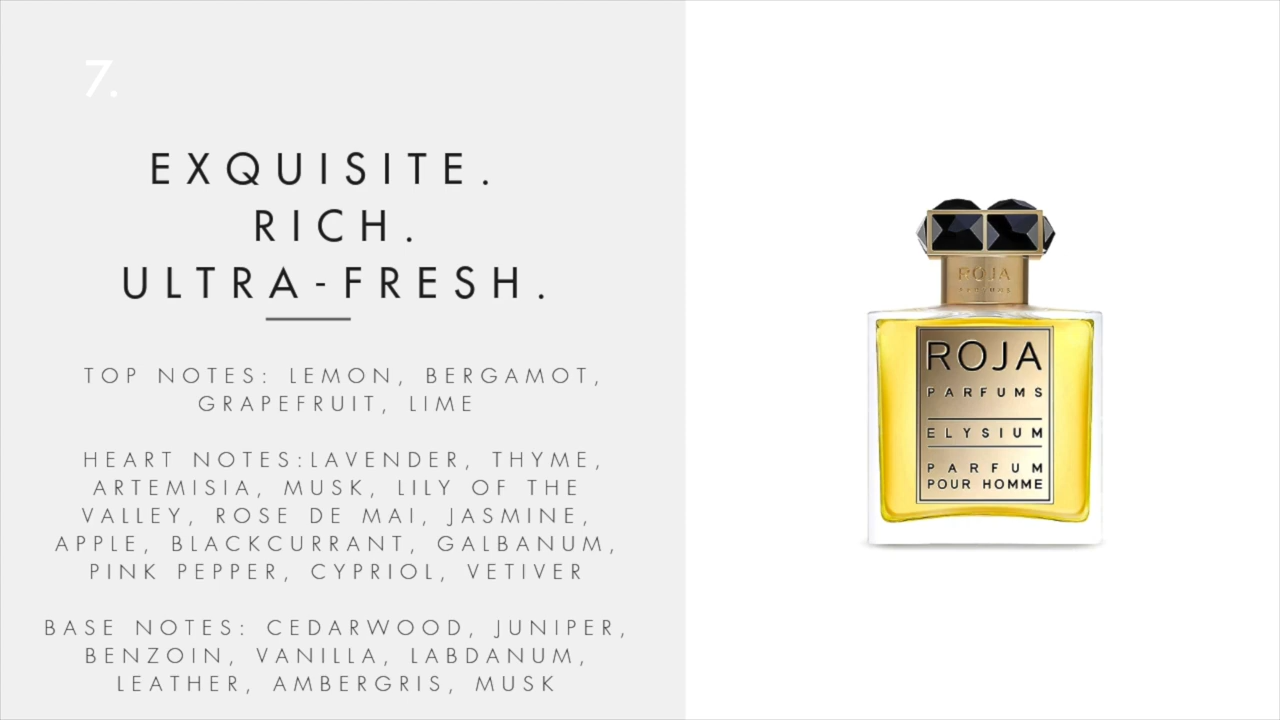 7.
EXQUISITE.
RICH.
ULTRA-FRESH.
TOP NOTES: LEMON, BERGAMOT,
GRAPEFRUIT, LIME
HEART NOTES:LAVENDER, THYME,
ARTEMISIA, MUSK, LILY OF THE
VALLEY, ROSE DE MAI, JASMINE,
APPLE, BLACKCURRANT, GALBANUM,
PINK PEPPER, CYPRIOL, VETIVER
BASE NOTES: CEDARWOOD, JUNIPER,
BENZOIN, VANILLA, LABDANUM,
LEATHER, AMBERGRIS, MUSK
ROJA
PARFUMS
ROJA
PARFUMS
ELYSIUM
PARFUM
POUR HOMME